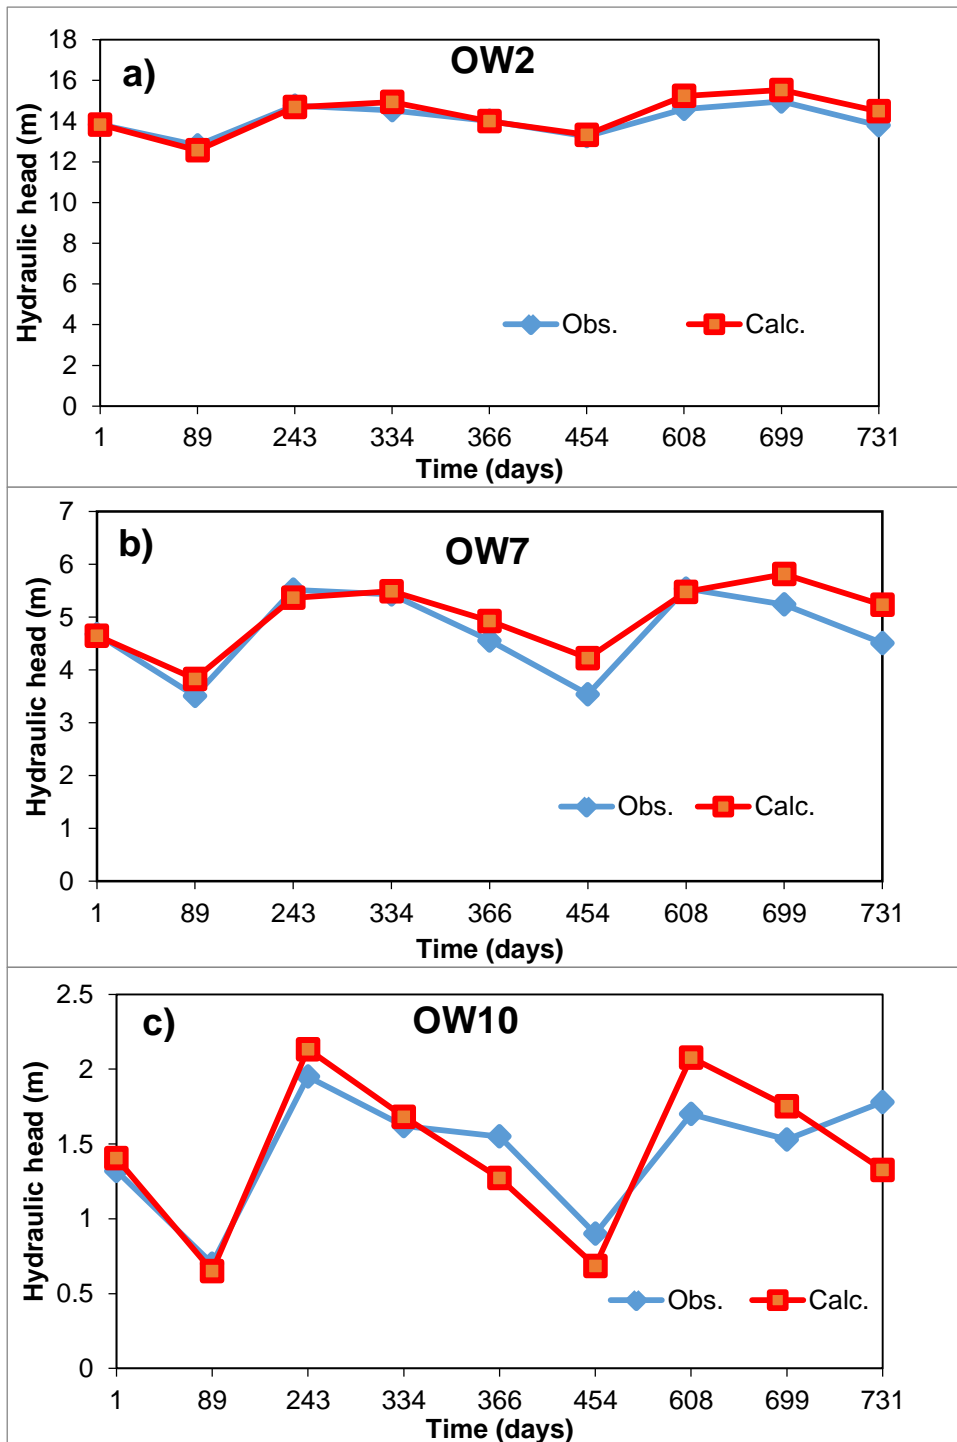 a)
OW2
Hydraulic head (m)
18
16
14
12
10
8
6
4
2
0
Obs.
Calc.
1 89 243 334 366 454 608 699 731
Time (days)
b)
OW7
Hydraulic head (m)
7
6
5
4
3
2
1
0
Obs.
Calc.
1 89 243 334 366 454 608 699 731
Time (days)
c)
OW10
Hydraulic head (m)
2.5
2
1.5
1
0.5
0
Obs.
Calc.
1 89 243 334 366 454 608 699 731
Time (days)